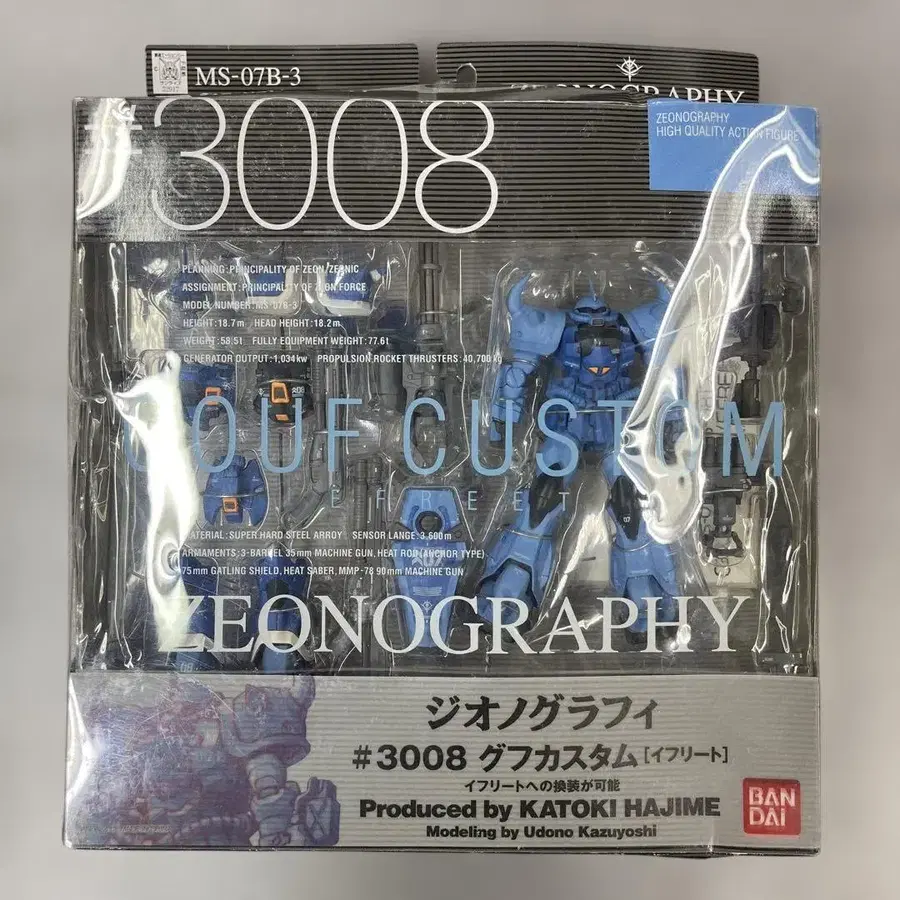 MS-07B-3
ZEONOGRAPHY
#3008
ZEONOGRAPHY
HIGH QUALITY ACTION FIGURE
PLANNING:PRINCIPALITY OF ZEON, ZEONIC
ASSIGNMENT:PRINCIPALITY OF ZEON FORCE
MODEL NUMBER:MS-07B-3
HEIGHT:18.7m HEAD HEIGHT:18.2m
WEIGHT:58.5t FULLY EQUIPMENT WEIGHT:77.6t
GENERATOR OUTPUT:1,034kw PROPULSION ROCKET THRUSTERS:40,700kg
GOUF CUSTOM
EFREET
MATERIAL:SUPER HARD STEEL ARROY SENSOR LANGE:3,600m
ARMAMENTS:3-BARREL 35mm MACHINE GUN, HEAT ROD(ANCHOR TYPE)
75mm GATLING SHIELD, HEAT SABER, MMP-78 90mm MACHINE GUN
ZEONOGRAPHY
ジオノグラフィ
#3008 グフカスタム[イフリート]
イフリートへの換装が可能
Produced by KATOKI HAJIME
Modeling by Udono Kazuyoshi
BAN
DAI